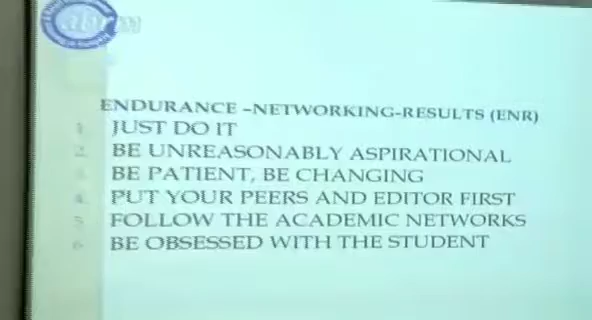 abrm
ENDURANCE –NETWORKING-RESULTS (ENR)
1. JUST DO IT
2. BE UNREASONABLY ASPIRATIONAL
3. BE PATIENT, BE CHANGING
4. PUT YOUR PEERS AND EDITOR FIRST
5. FOLLOW THE ACADEMIC NETWORKS
6. BE OBSESSED WITH THE STUDENT